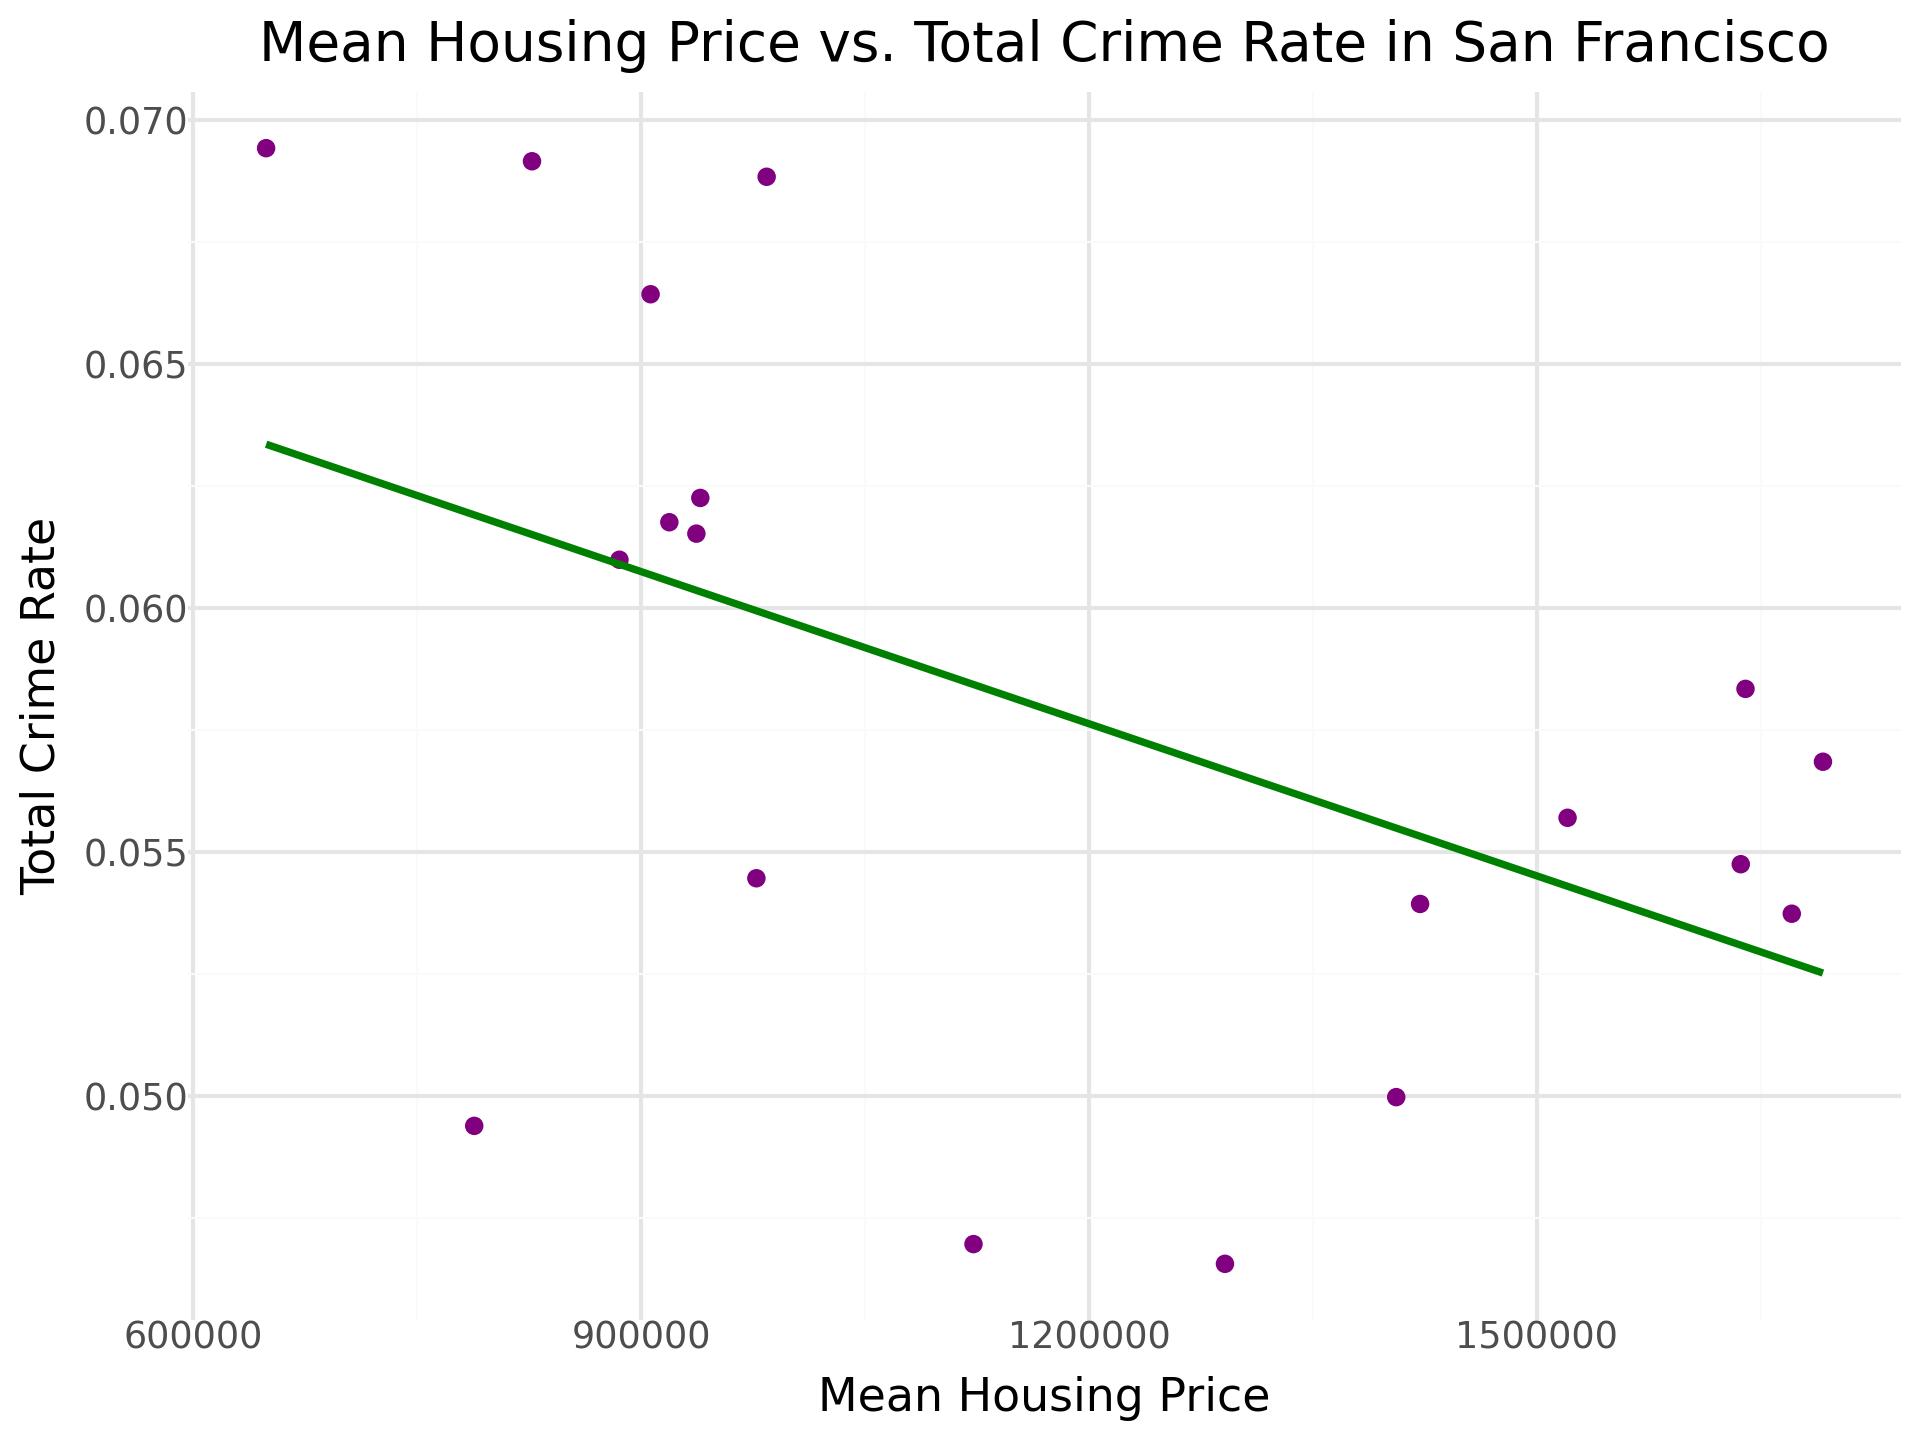 Mean Housing Price vs. Total Crime Rate in San Francisco
0.070
0.065
0.060
0.055
0.050
Total Crime Rate
600000 900000 1200000 1500000
Mean Housing Price